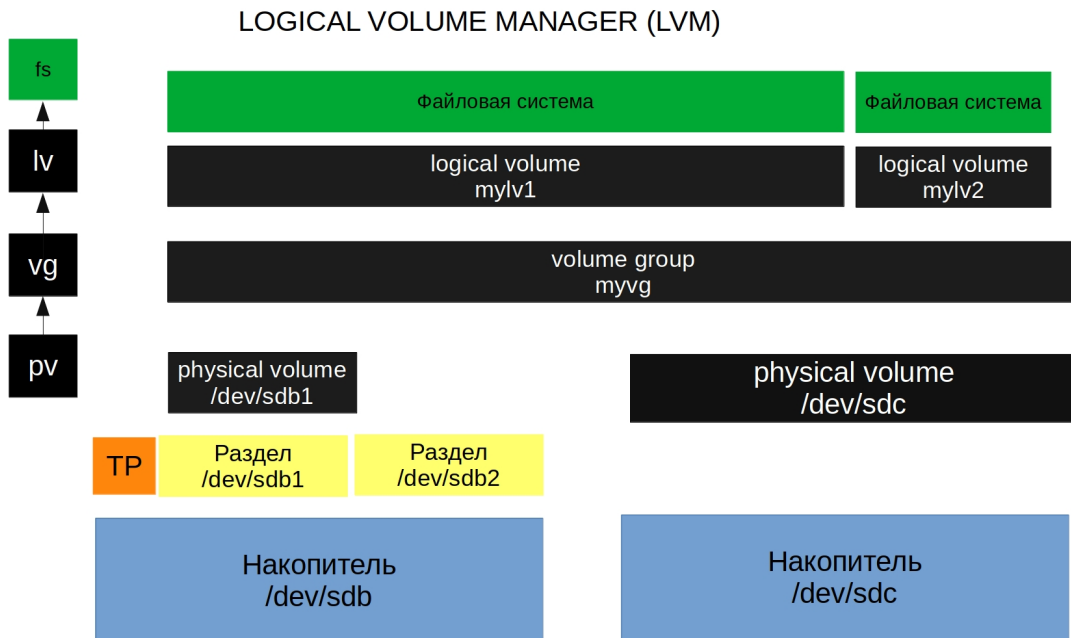 LOGICAL VOLUME MANAGER (LVM)
fs
Файловая система
Файловая система
lv
logical volume
mylv1
logical volume
mylv2
vg
volume group
myvg
pv
physical volume
/dev/sdb1
physical volume
/dev/sdc
ТР
Раздел
/dev/sdb1
Раздел
/dev/sdb2
Накопитель
/dev/sdb
Накопитель
/dev/sdc